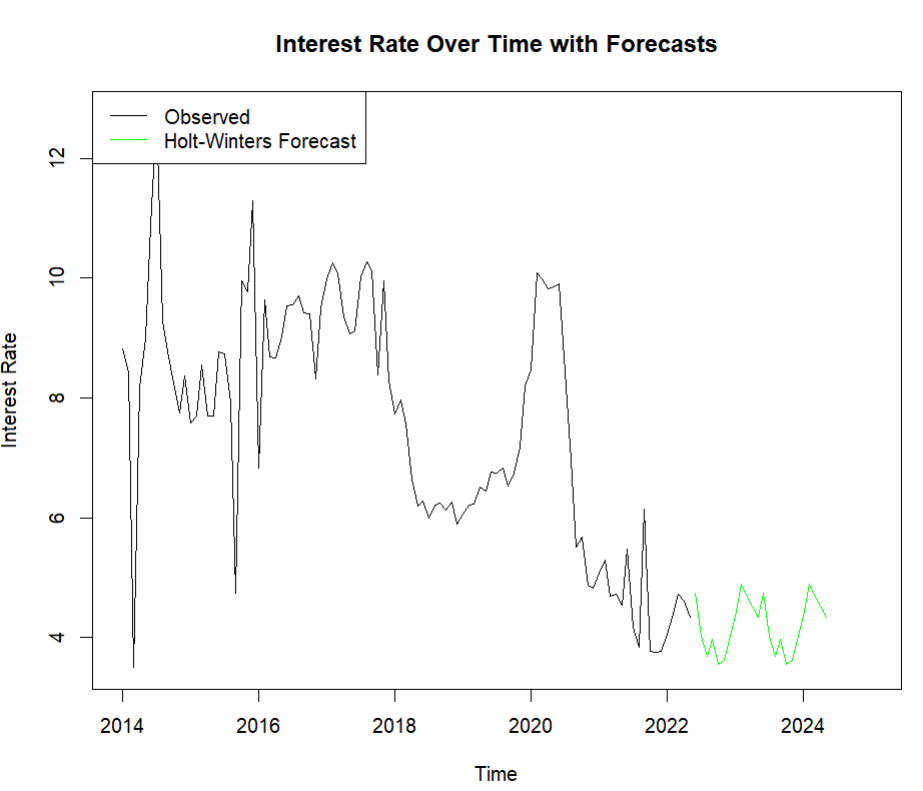 Interest Rate Over Time with Forecasts
Observed
Holt-Winters Forecast
Interest Rate
12
10
8
6
4
2014 2016 2018 2020 2022 2024
Time